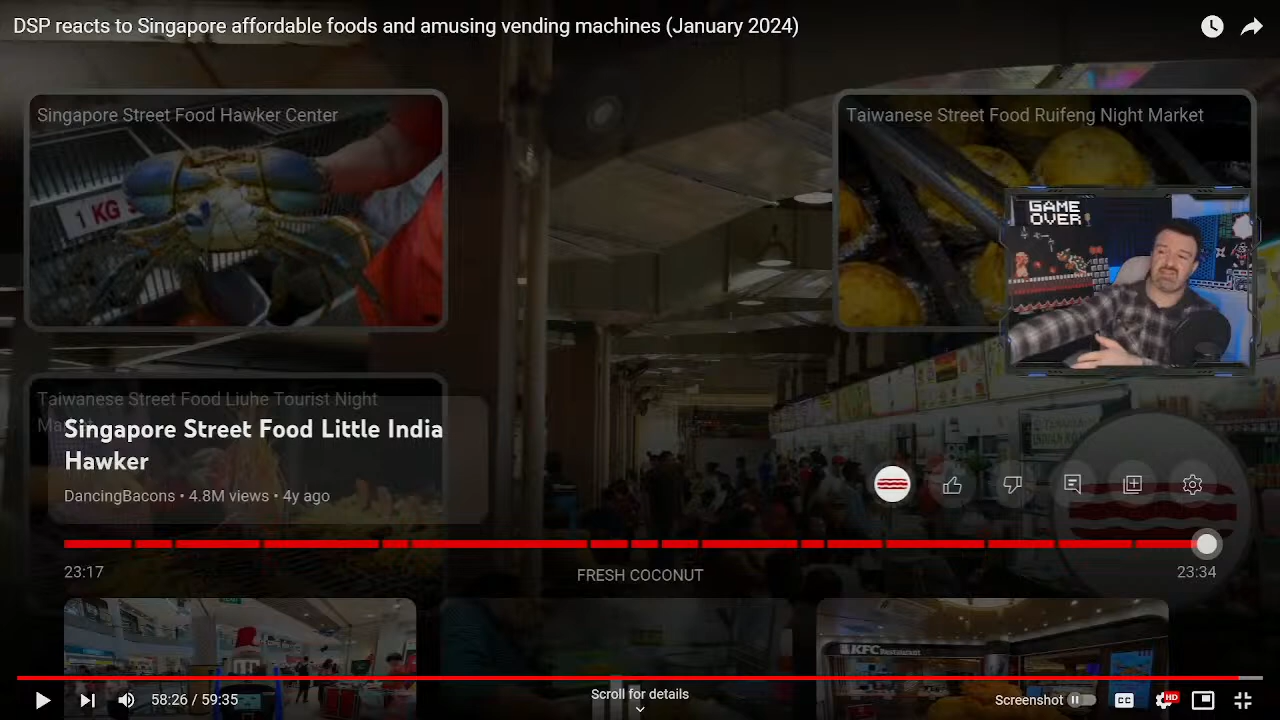 DSP reacts to Singapore affordable foods and amusing vending machines (January 2024)
Singapore Street Food Hawker Center
Taiwanese Street Food Ruifeng Night Market
1 KG
GAME
OVER
Taiwanese Street Food Liuhe Tourist Night
Singapore Street Food Little India
Hawker
DancingBacons • 4.8M views • 4y ago
23:17
FRESH COCONUT
23:34
KFC Restaurant
58:26 / 59:35
Scroll for details
Screenshot
CC
HD